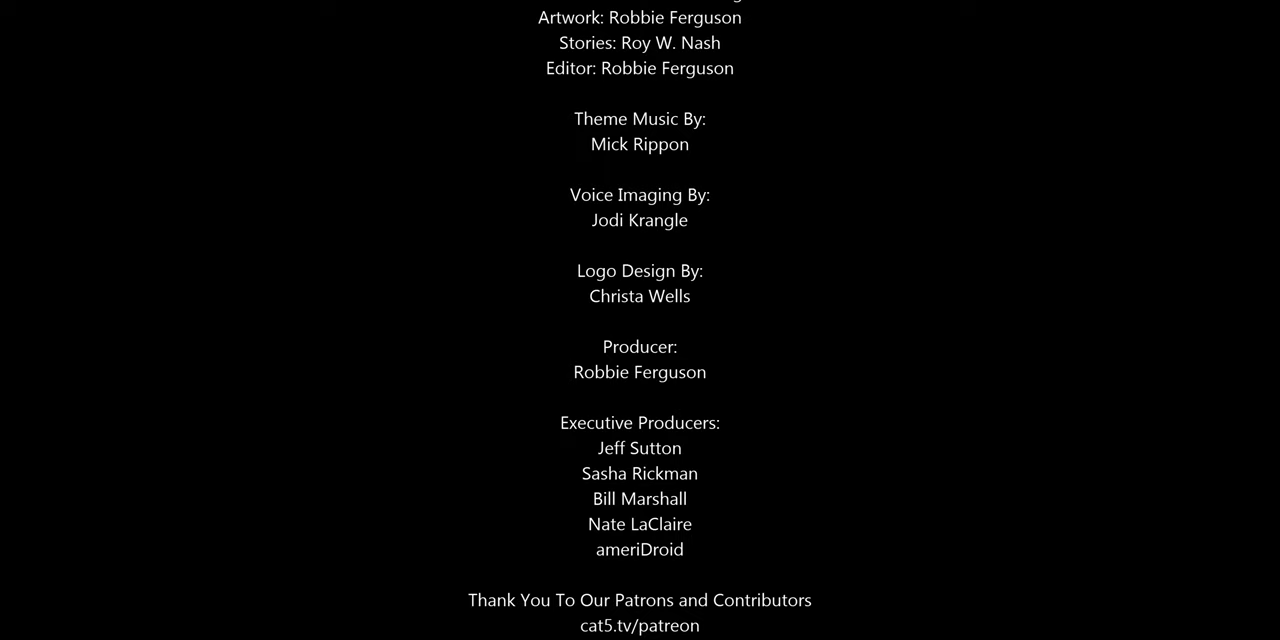 Artwork: Robbie Ferguson
Stories: Roy W. Nash
Editor: Robbie Ferguson
Theme Music By:
Mick Rippon
Voice Imaging By:
Jodi Krangle
Logo Design By:
Christa Wells
Producer:
Robbie Ferguson
Executive Producers:
Jeff Sutton
Sasha Rickman
Bill Marshall
Nate LaClaire
ameriDroid
Thank You To Our Patrons and Contributors
cat5.tv/patreon